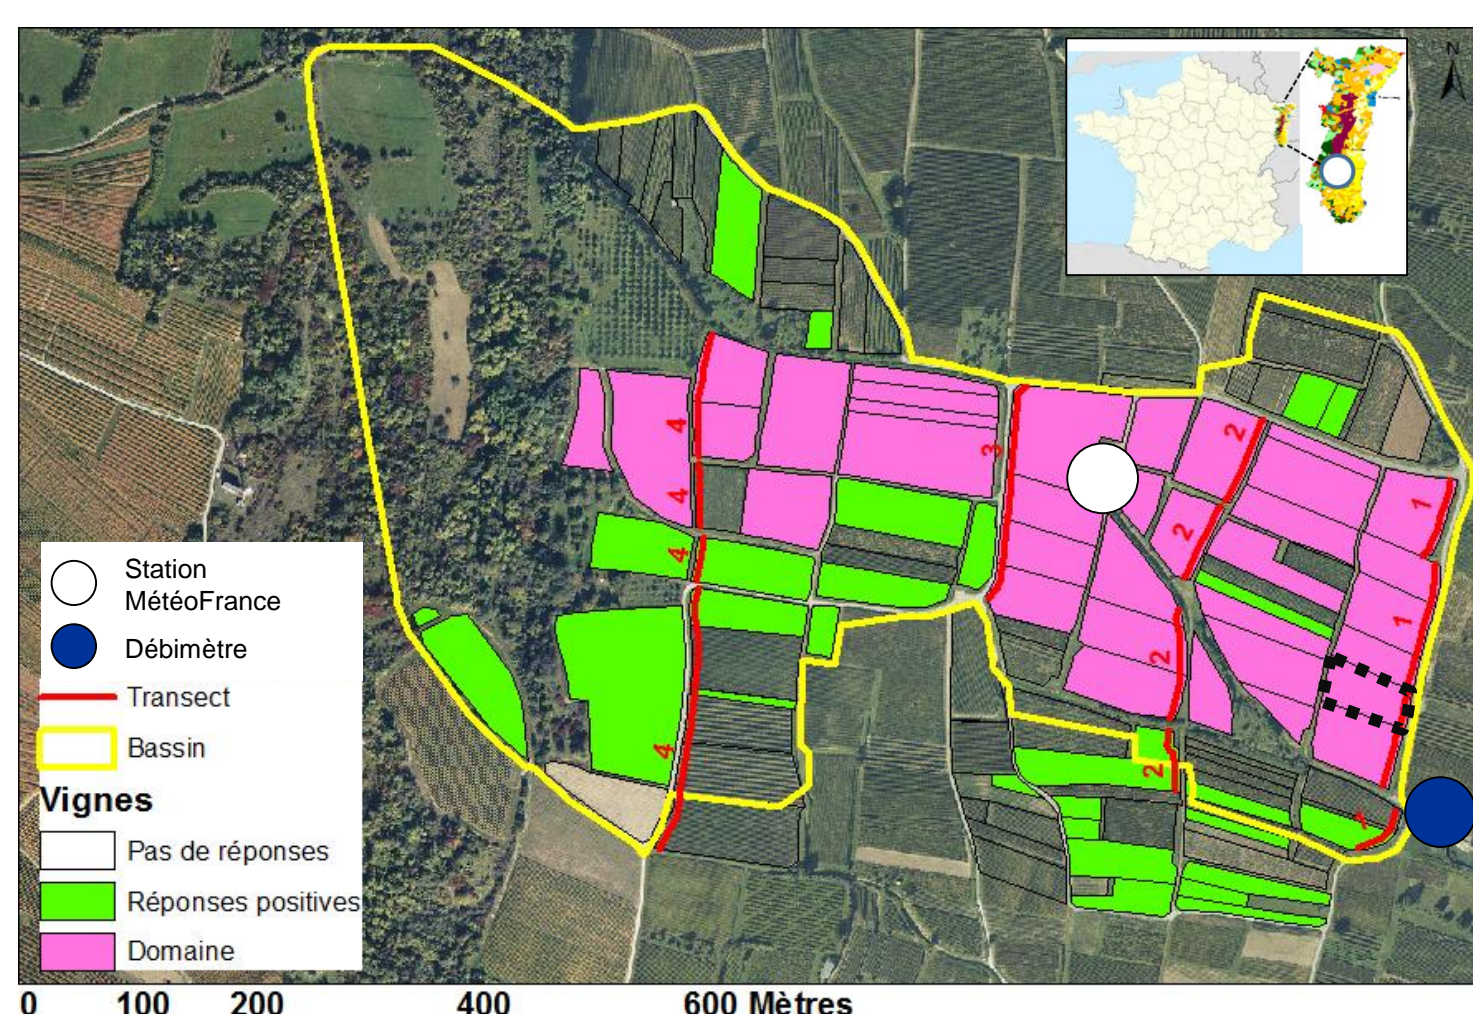 N
4
3
2
1
4
2
4
1
2
4
2
1
Station
MétéoFrance
Débimètre
Transect
Bassin
Vignes
Pas de réponses
Réponses positives
Domaine
0 100 200 400 600 Mètres